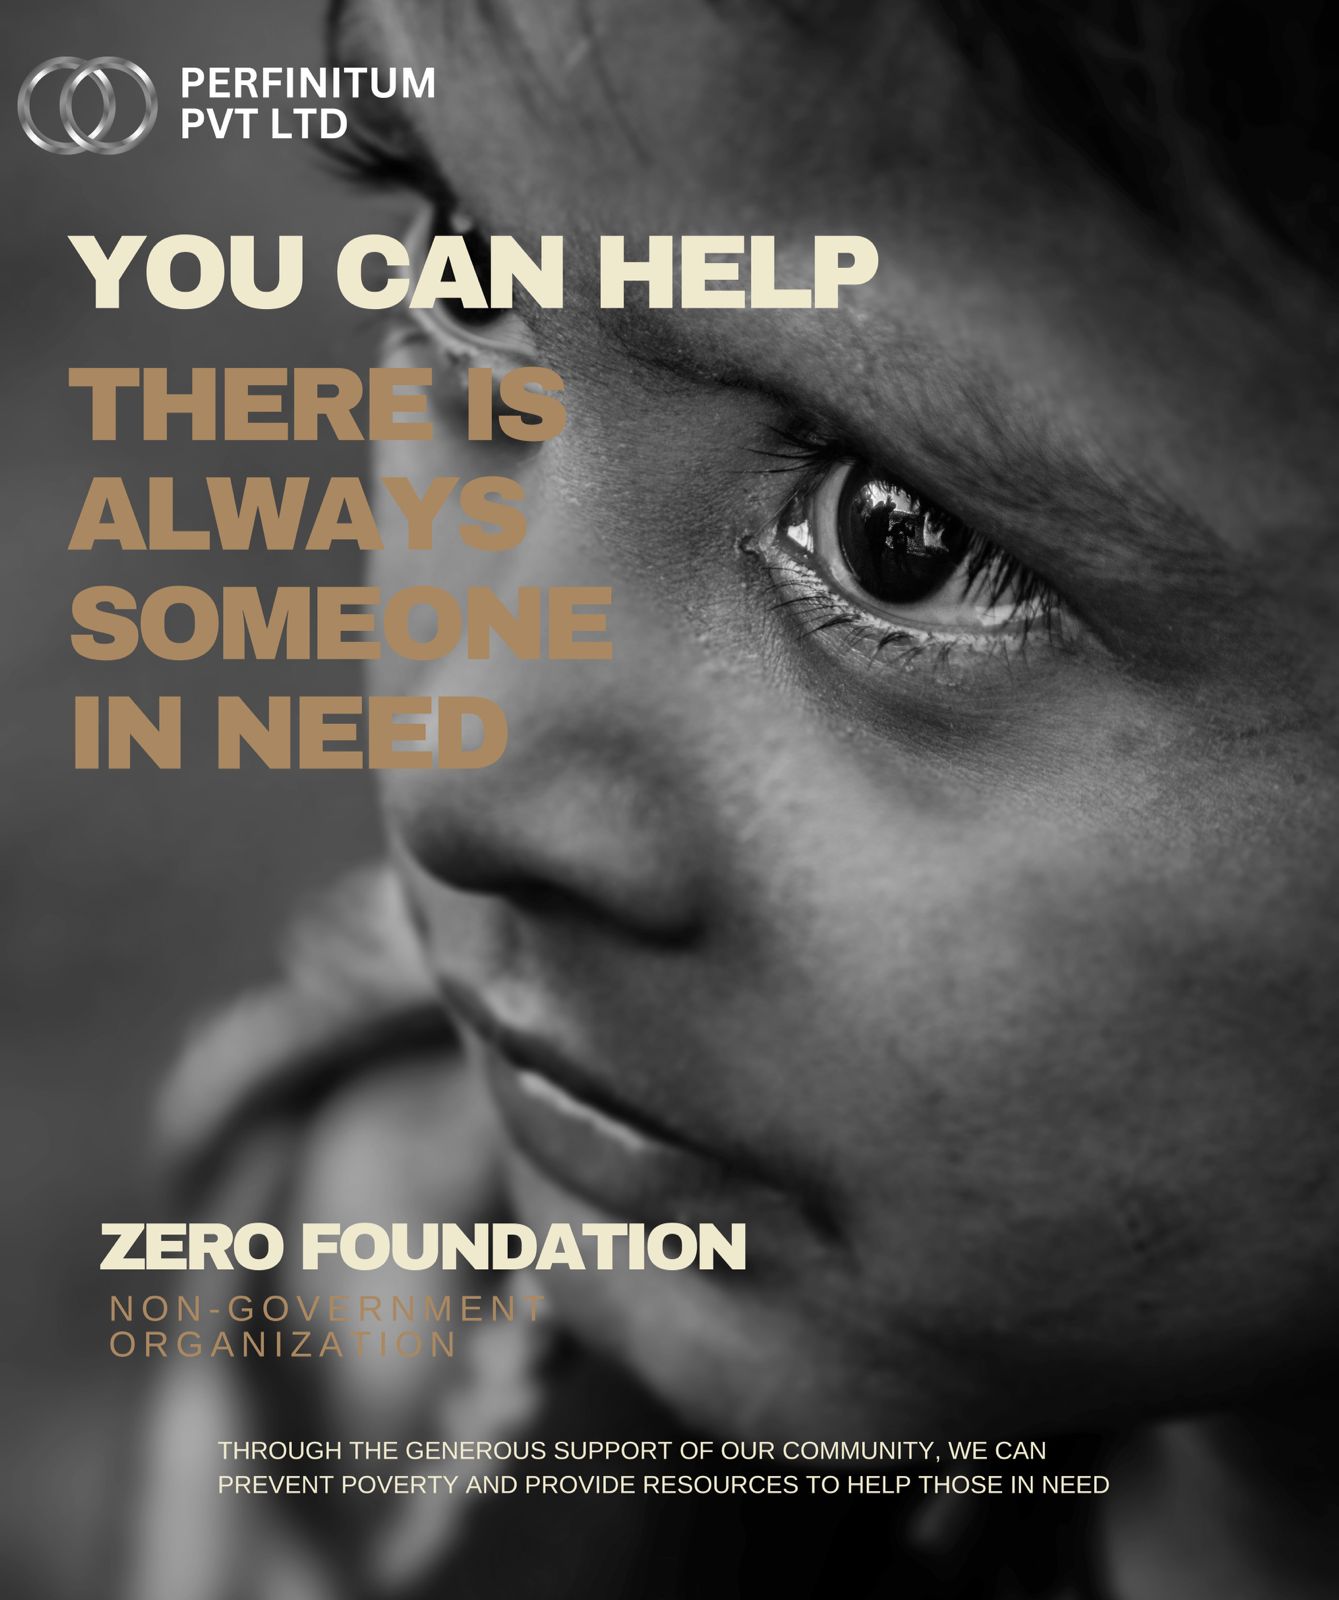 PERFINITUM
PVT LTD
YOU CAN HELP
THERE IS
ALWAYS
SOMEONE
IN NEED
ZERO FOUNDATION
NON-GOVERNMENT
ORGANIZATION
THROUGH THE GENEROUS SUPPORT OF OUR COMMUNITY, WE CAN
PREVENT POVERTY AND PROVIDE RESOURCES TO HELP THOSE IN NEED